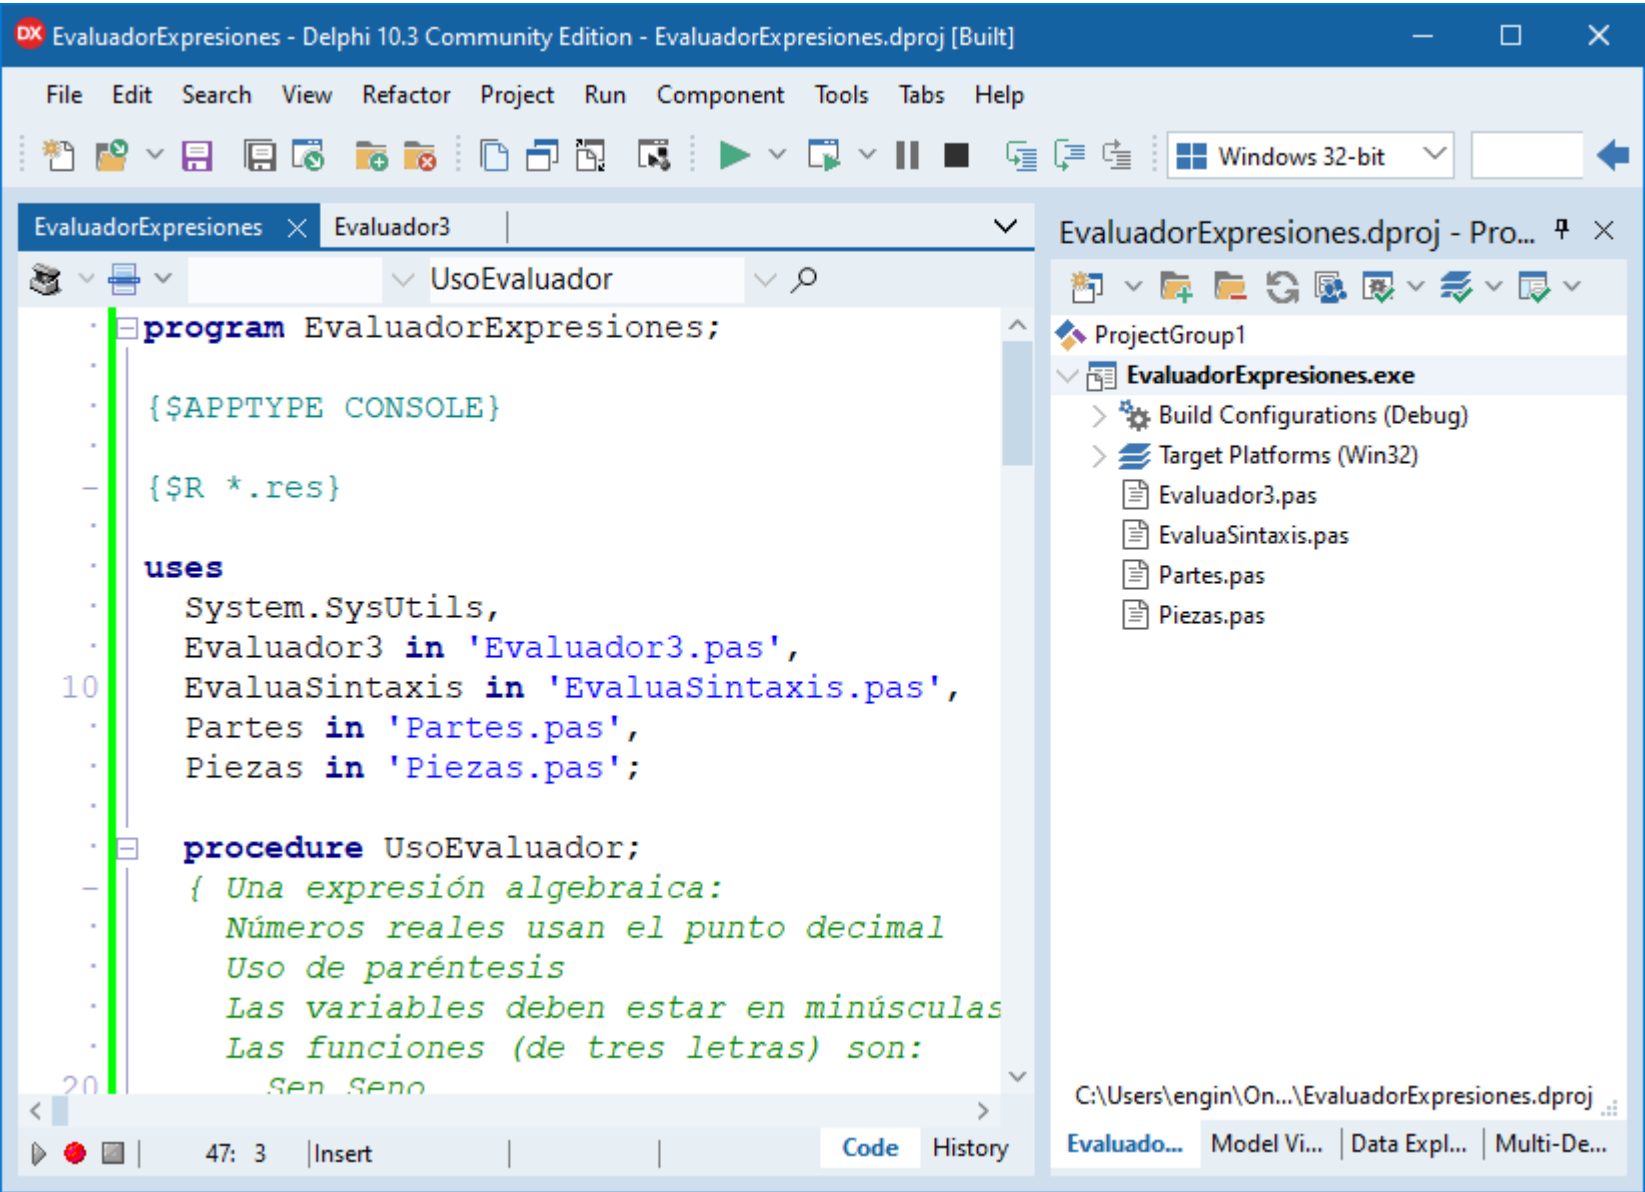 DX EvaluadorExpresiones - Delphi 10.3 Community Edition - EvaluadorExpresiones.dproj [Built]
File Edit Search View Refactor Project Run Component Tools Tabs Help
Windows 32-bit
EvaluadorExpresiones Evaluador3
UsoEvaluador
program EvaluadorExpresiones;
{$APPTYPE CONSOLE}
{$R *.res}
uses
System.SysUtils,
Evaluador3 in 'Evaluador3.pas',
10 EvaluaSintaxis in 'EvaluaSintaxis.pas',
Partes in 'Partes.pas',
Piezas in 'Piezas.pas';
procedure UsoEvaluador;
{ Una expresión algebraica:
Números reales usan el punto decimal
Uso de paréntesis
Las variables deben estar en minúsculas
Las funciones (de tres letras) son:
20 Sen Seno
47: 3 Insert
Code History
EvaluadorExpresiones.dproj - Pro...
ProjectGroup1
EvaluadorExpresiones.exe
Build Configurations (Debug)
Target Platforms (Win32)
Evaluador3.pas
EvaluaSintaxis.pas
Partes.pas
Piezas.pas
C:\Users\engin\On...\EvaluadorExpresiones.dproj
Evaluado... Model Vi... Data Expl... Multi-De...